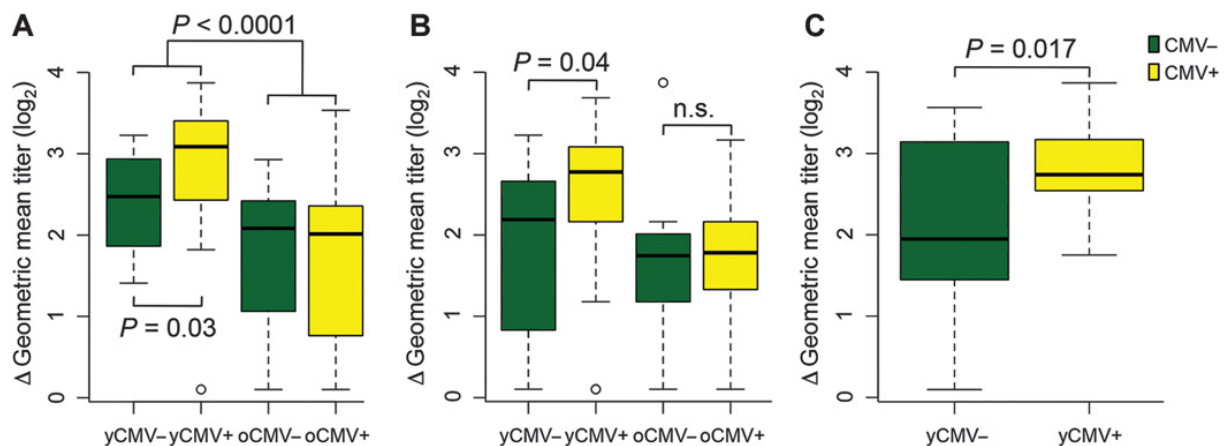 A
P < 0.0001
Δ Geometric mean titer (log₂)
4
3
2
1
0
P = 0.03
yCMV– yCMV+ oCMV– oCMV+
B
P = 0.04
n.s.
Δ Geometric mean titer (log₂)
4
3
2
1
0
yCMV– yCMV+ oCMV– oCMV+
C
P = 0.017
Δ Geometric mean titer (log₂)
4
3
2
1
0
yCMV– yCMV+
CMV–
CMV+